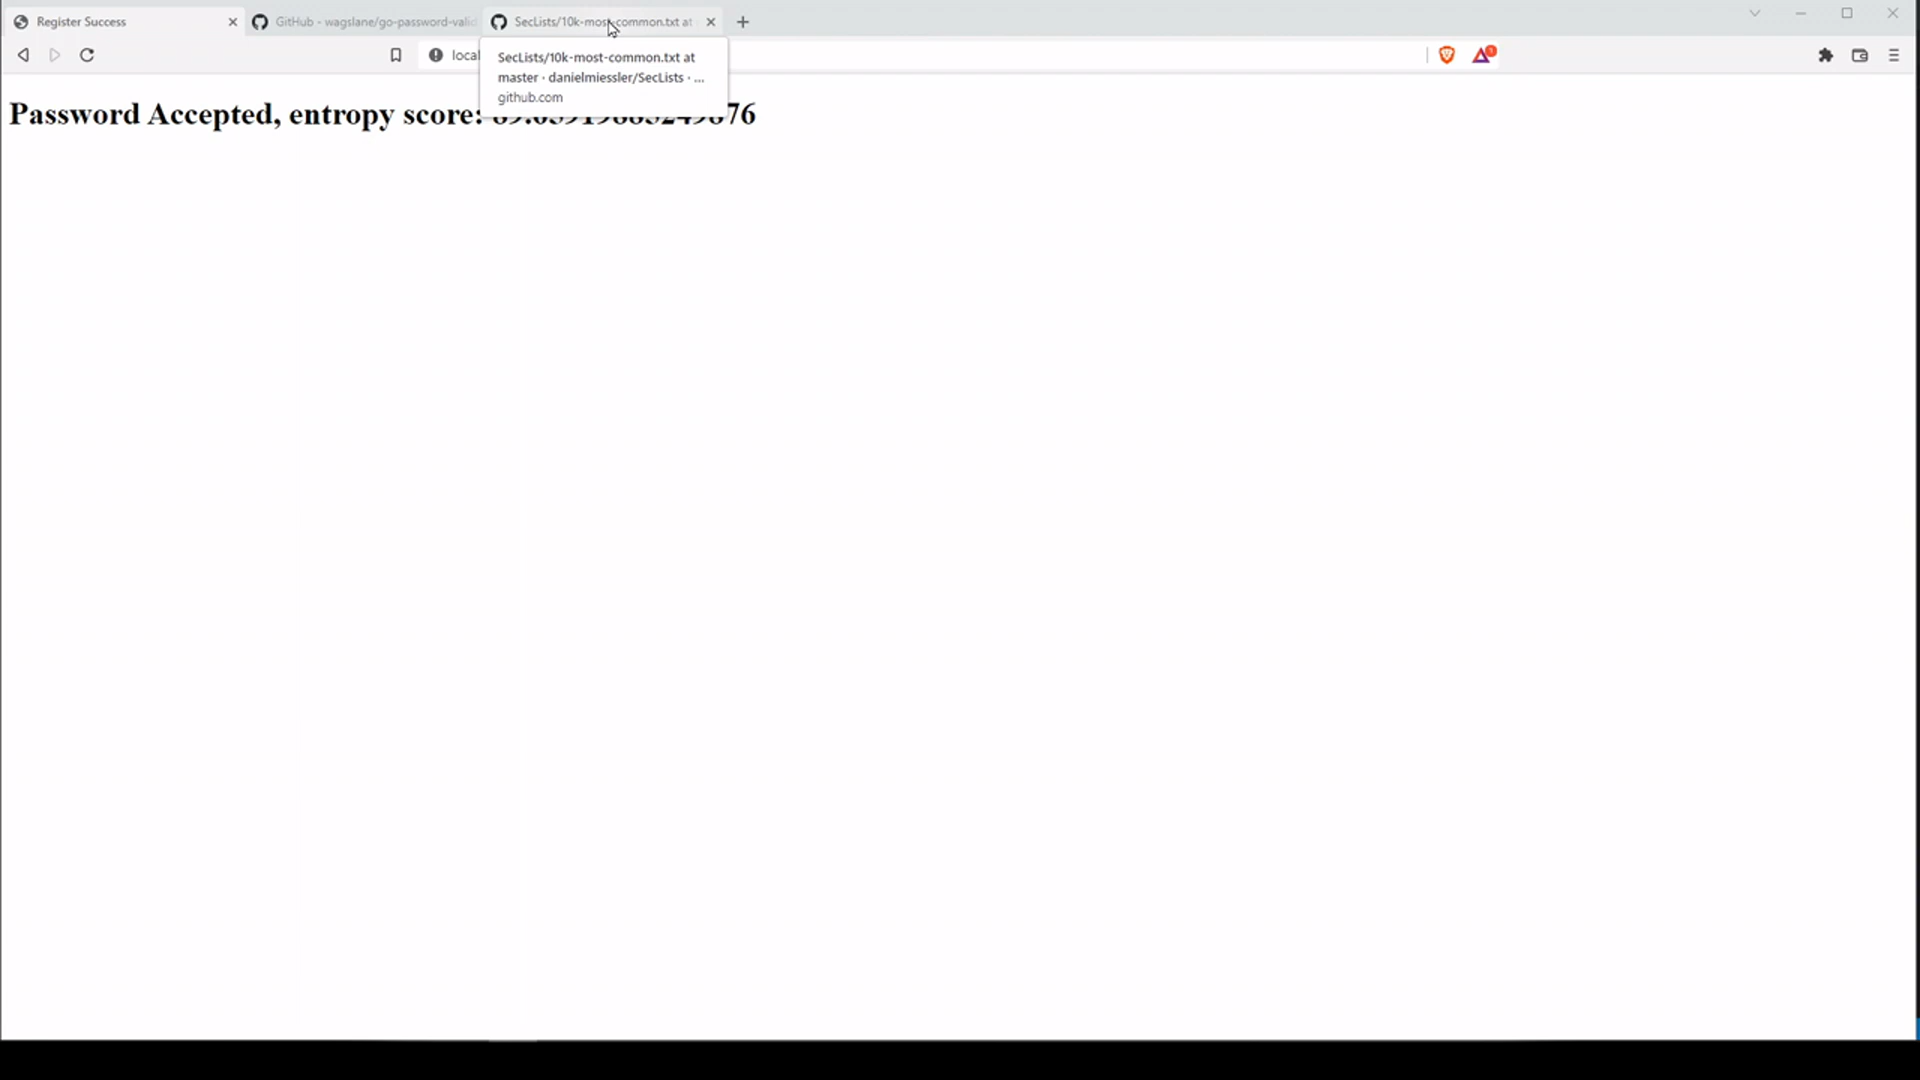 Register Success
GitHub - wagslane/go-password-valid
SecLists/10k-most-common.txt at
local
SecLists/10k-most-common.txt at
master · danielmiessler/SecLists · ...
github.com
Password Accepted, entropy score: